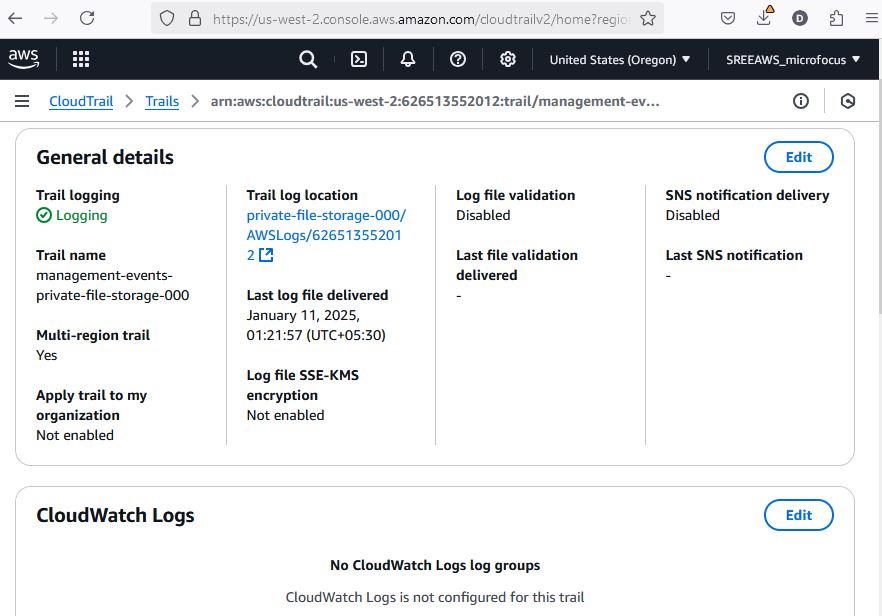 https://us-west-2.console.aws.amazon.com/cloudtrailv2/home?regio
D
aws
United States (Oregon)
SREEAWS_microfocus
CloudTrail
Trails
arn:aws:cloudtrail:us-west-2:626513552012:trail/management-ev…
General details
Edit
Trail logging
Logging
Trail name
management-events-
private-file-storage-000
Multi-region trail
Yes
Apply trail to my
organization
Not enabled
Trail log location
private-file-storage-000/
AWSLogs/62651355201
2
Last log file delivered
January 11, 2025,
01:21:57 (UTC+05:30)
Log file SSE-KMS
encryption
Not enabled
Log file validation
Disabled
Last file validation
delivered
-
SNS notification delivery
Disabled
Last SNS notification
-
CloudWatch Logs
Edit
No CloudWatch Logs log groups
CloudWatch Logs is not configured for this trail